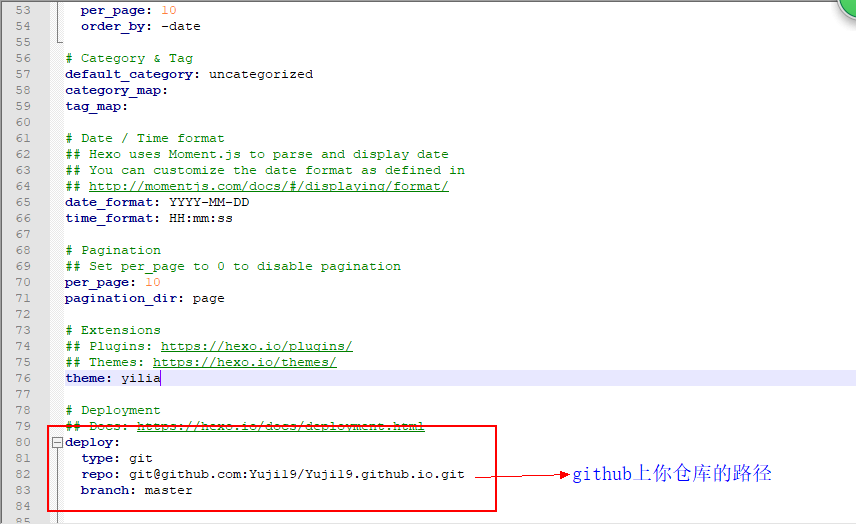 53 per_page: 10
54 order_by: -date
55
56 # Category & Tag
57 default_category: uncategorized
58 category_map:
59 tag_map:
60
61 # Date / Time format
62 ## Hexo uses Moment.js to parse and display date
63 ## You can customize the date format as defined in
64 ## http://momentjs.com/docs/#/displaying/format/
65 date_format: YYYY-MM-DD
66 time_format: HH:mm:ss
67
68 # Pagination
69 ## Set per_page to 0 to disable pagination
70 per_page: 10
71 pagination_dir: page
72
73 # Extensions
74 ## Plugins: https://hexo.io/plugins/
75 ## Themes: https://hexo.io/themes/
76 theme: yilia
77
78 # Deployment
79 ## Docs: https://hexo.io/docs/deployment.html
80 deploy:
81 type: git
82 repo: git@github.com:Yuji19/Yuji19.github.io.git github上你仓库的路径
83 branch: master
84
85